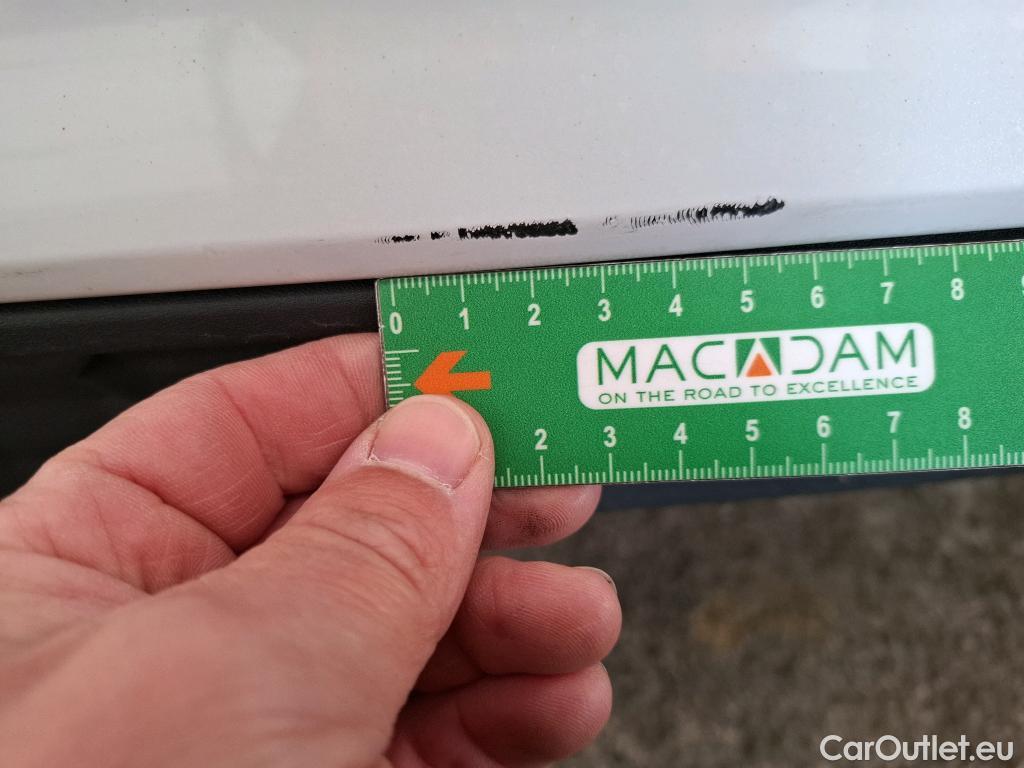 0 1 2 3 4 5 6 7 8 9
MACADAM
ON THE ROAD TO EXCELLENCE
2 3 4 5 6 7 8
CarOutlet.eu